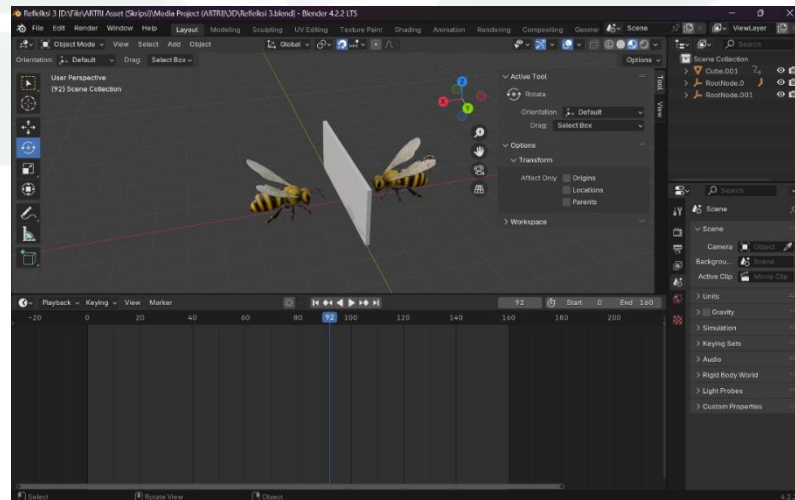 Refleksi 3 [D:\File\ARTRI Asset (Skripsi)\Media Project (ARTRI)\3D\Refleksi 3.blend] - Blender 4.2.2 LTS
File Edit Render Window Help Layout Modeling Sculpting UV Editing Texture Paint Shading Animation Rendering Compositing Geome Scene ViewLayer
Object Mode View Select Add Object Global Search
Orientation: Default Drag: Select Box Options
Scene Collection
User Perspective
(92) Scene Collection
Cube.001
RootNode.0
RootNode.001
Active Tool
Rotate
Orientation Default
Drag: Select Box
Options
Transform
Affect Only Origins
Locations
Parents
Workspace
Tool
View
X
Y
Z
Search
Scene
Scene
Camera Object
Backgrou... Scene
Active Clip Movie Clip
Units
Gravity
Simulation
Keying Sets
Audio
Rigid Body World
Light Probes
Custom Properties
Playback Keying View Marker 92 Start 0 End 160
-20 0 20 40 60 80 92 100 120 140 160 180 200
Select Rotate View Object 4.2.2